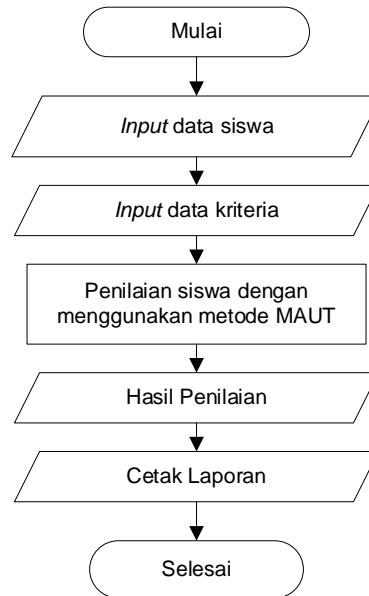 Mulai
Input data siswa
Input data kriteria
Penilaian siswa dengan
menggunakan metode MAUT
Hasil Penilaian
Cetak Laporan
Selesai